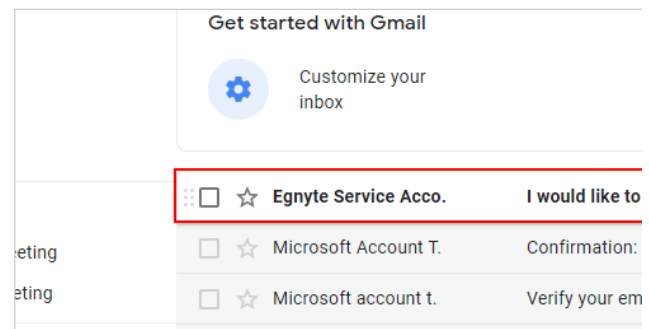 Get started with Gmail
Customize your
inbox
Egnyte Service Acco. I would like to
eeting Microsoft Account T. Confirmation:
eting Microsoft account t. Verify your em